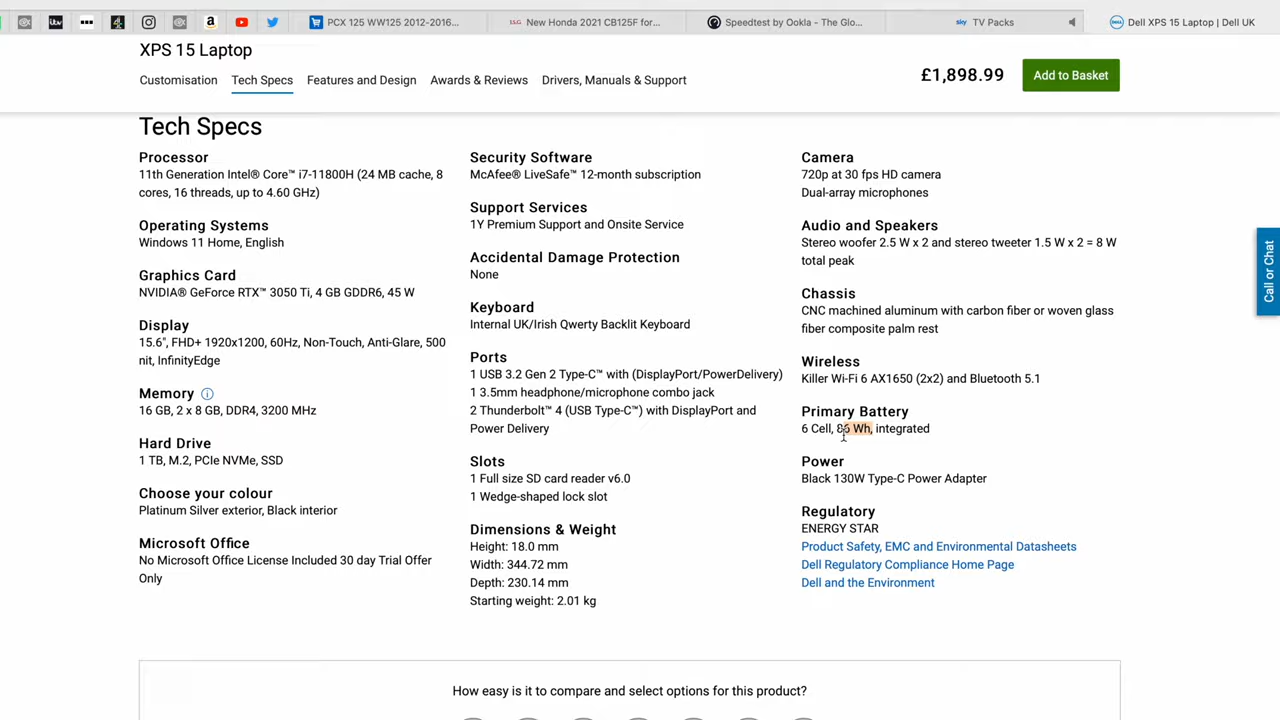 PCX 125 WW125 2012-2016...
New Honda 2021 CB125F for...
Speedtest by Ookla - The Glo...
sky TV Packs
Dell XPS 15 Laptop | Dell UK
XPS 15 Laptop
Customisation Tech Specs Features and Design Awards & Reviews Drivers, Manuals & Support
£1,898.99 Add to Basket
Tech Specs
Processor
11th Generation Intel® Core™ i7-11800H (24 MB cache, 8
cores, 16 threads, up to 4.60 GHz)
Operating Systems
Windows 11 Home, English
Graphics Card
NVIDIA® GeForce RTX™ 3050 Ti, 4 GB GDDR6, 45 W
Display
15.6", FHD+ 1920x1200, 60Hz, Non-Touch, Anti-Glare, 500
nit, InfinityEdge
Memory
16 GB, 2 x 8 GB, DDR4, 3200 MHz
Hard Drive
1 TB, M.2, PCIe NVMe, SSD
Choose your colour
Platinum Silver exterior, Black interior
Microsoft Office
No Microsoft Office License Included 30 day Trial Offer
Only
Security Software
McAfee® LiveSafe™ 12-month subscription
Support Services
1Y Premium Support and Onsite Service
Accidental Damage Protection
None
Keyboard
Internal UK/Irish Qwerty Backlit Keyboard
Ports
1 USB 3.2 Gen 2 Type-C™ with (DisplayPort/PowerDelivery)
1 3.5mm headphone/microphone combo jack
2 Thunderbolt™ 4 (USB Type-C™) with DisplayPort and
Power Delivery
Slots
1 Full size SD card reader v6.0
1 Wedge-shaped lock slot
Dimensions & Weight
Height: 18.0 mm
Width: 344.72 mm
Depth: 230.14 mm
Starting weight: 2.01 kg
Camera
720p at 30 fps HD camera
Dual-array microphones
Audio and Speakers
Stereo woofer 2.5 W x 2 and stereo tweeter 1.5 W x 2 = 8 W
total peak
Chassis
CNC machined aluminum with carbon fiber or woven glass
fiber composite palm rest
Wireless
Killer Wi-Fi 6 AX1650 (2x2) and Bluetooth 5.1
Primary Battery
6 Cell, 86 Wh, integrated
Power
Black 130W Type-C Power Adapter
Regulatory
ENERGY STAR
Product Safety, EMC and Environmental Datasheets
Dell Regulatory Compliance Home Page
Dell and the Environment
Call or Chat
How easy is it to compare and select options for this product?